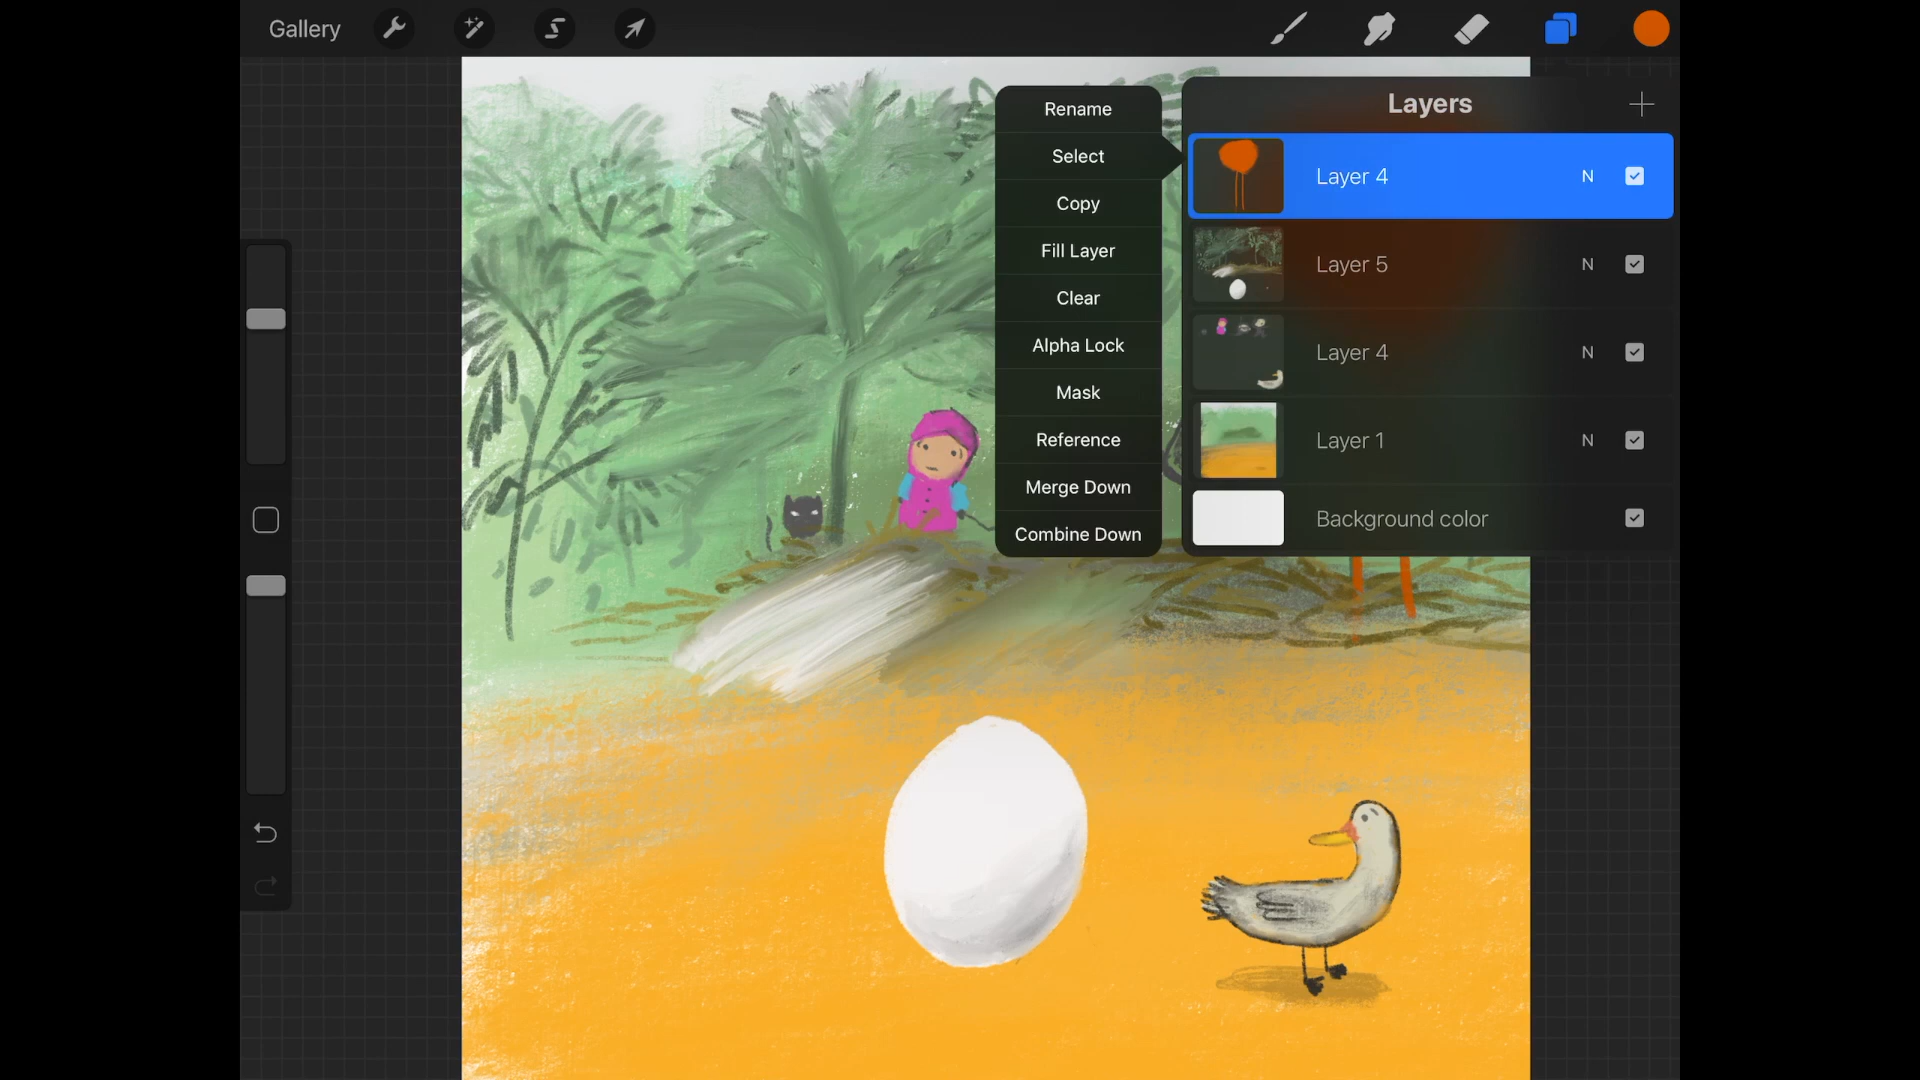 Gallery
Layers
Rename
Select
Copy
Fill Layer
Clear
Alpha Lock
Mask
Reference
Merge Down
Combine Down
Layer 4 N
Layer 5 N
Layer 4 N
Layer 1 N
Background color